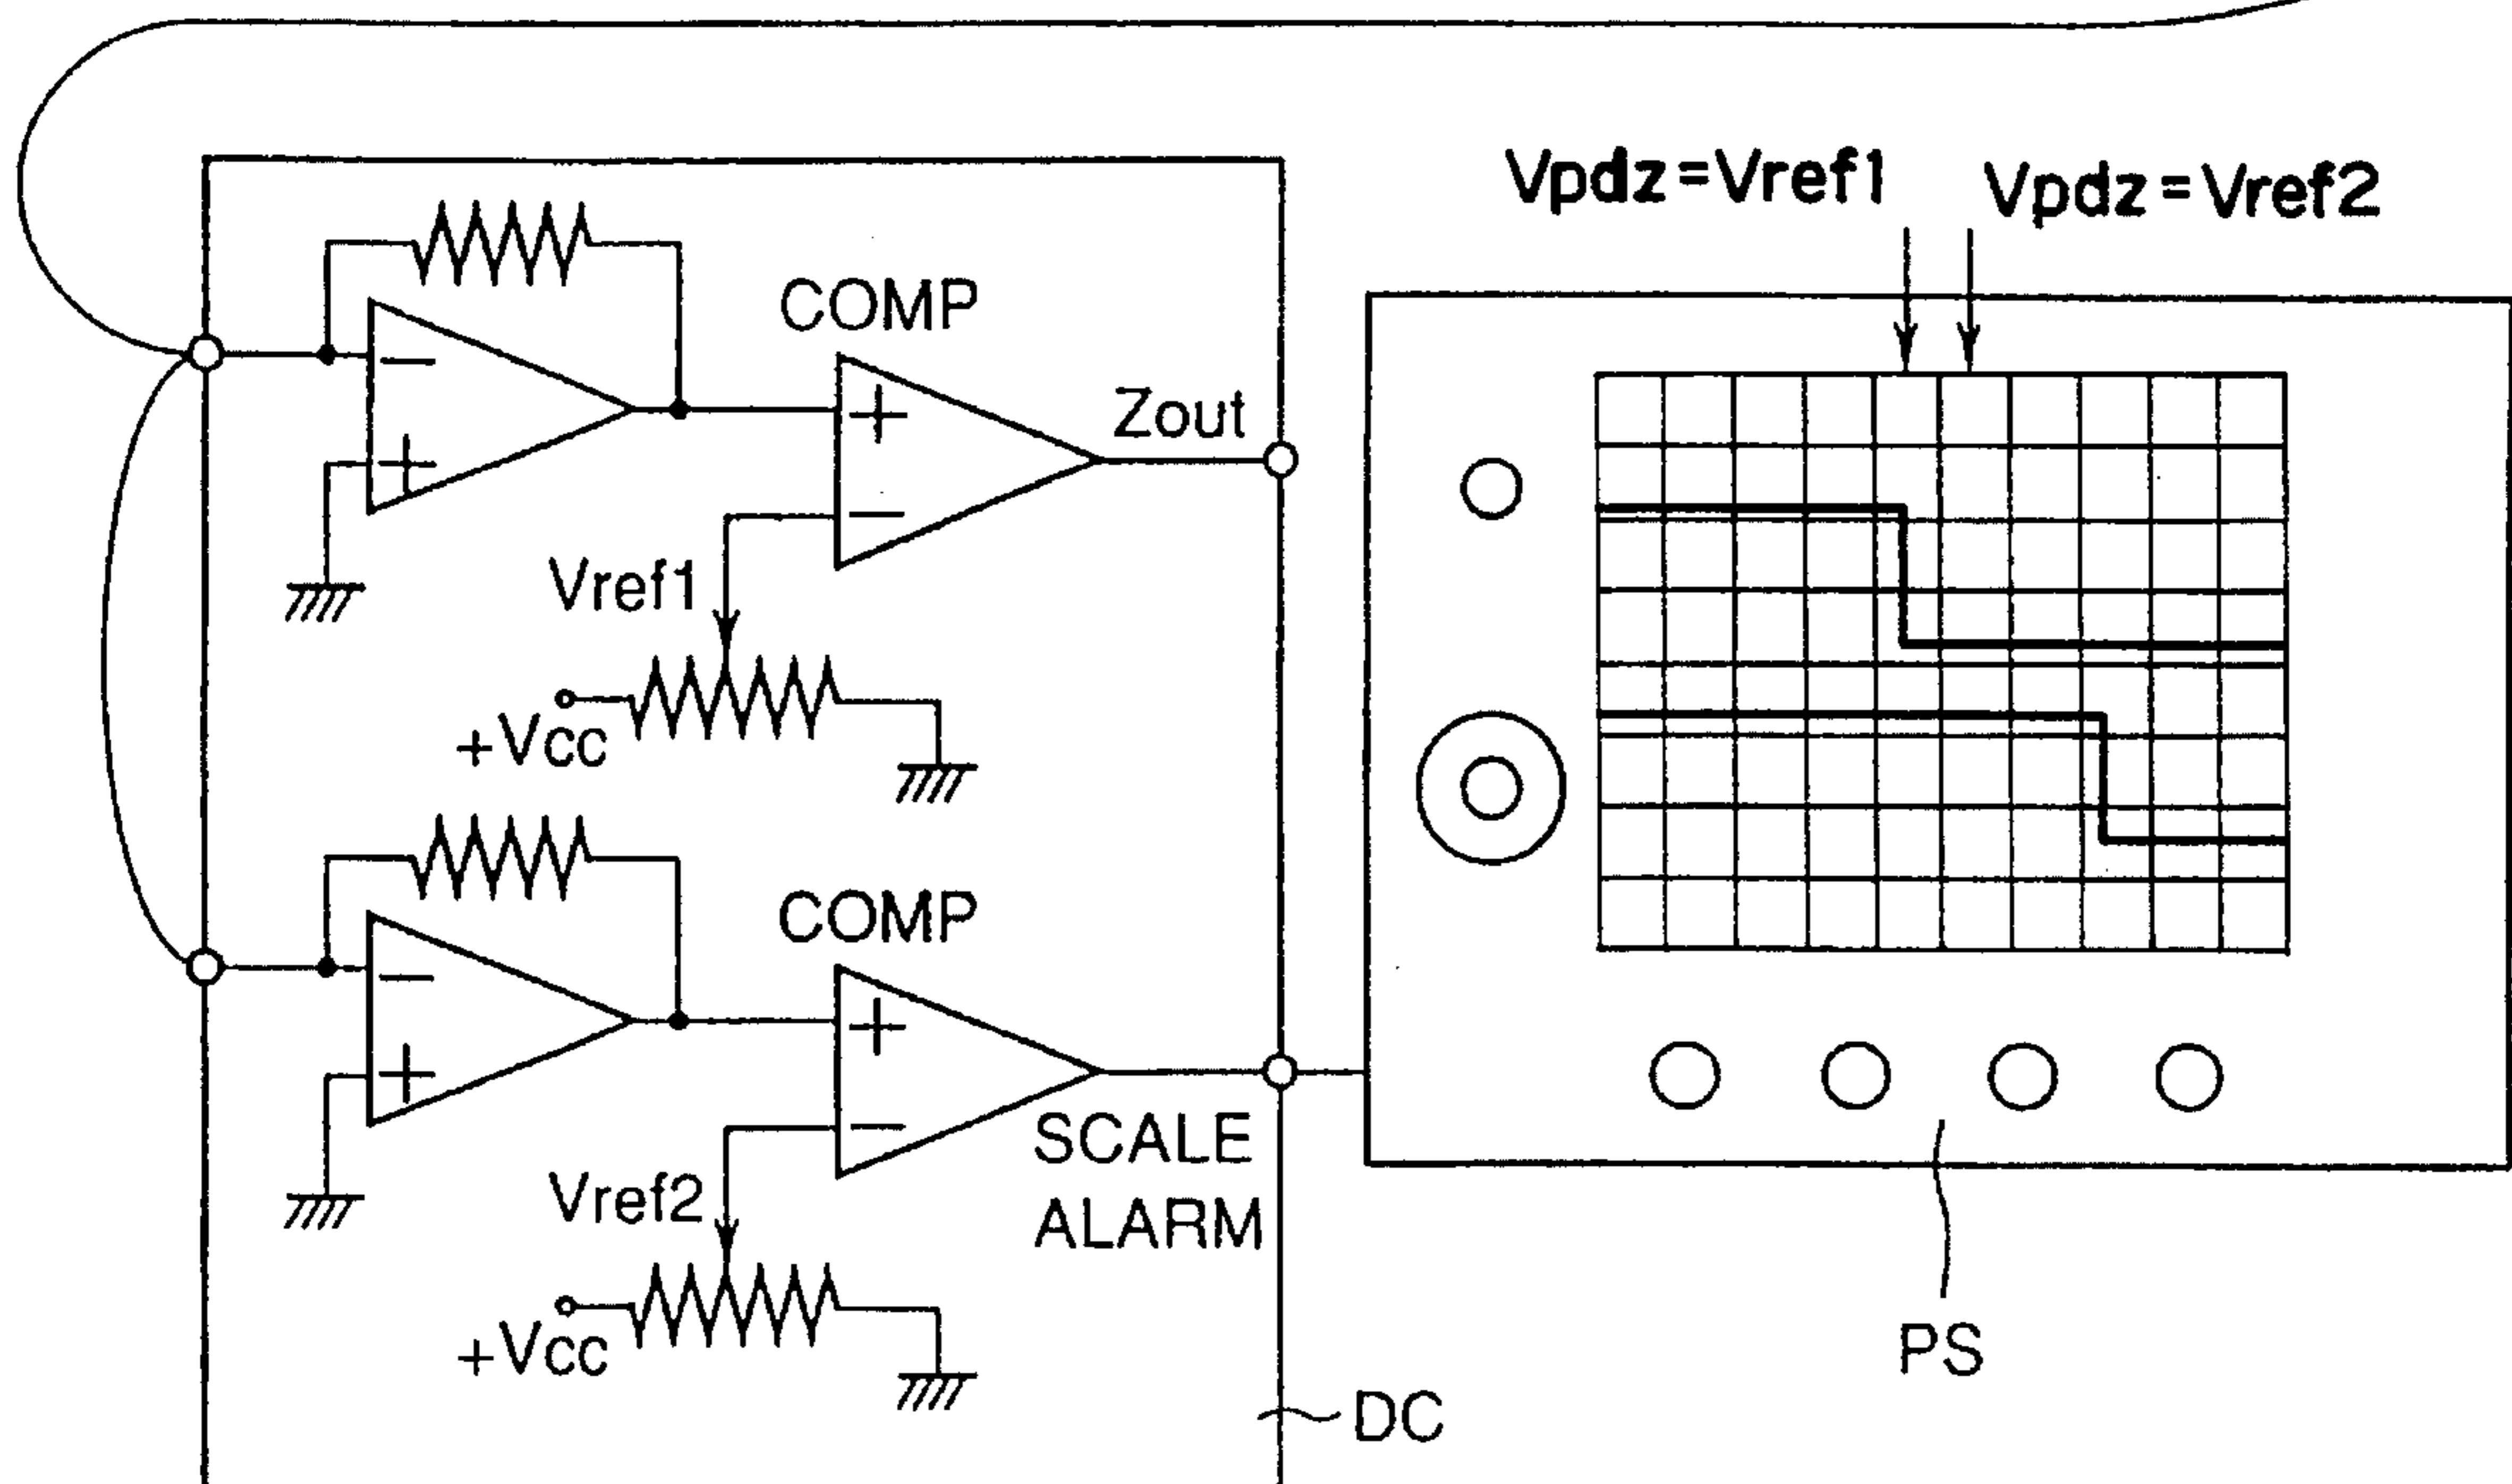 Vpdz=Vref1
Vpdz=Vref2
COMP
−
+
+
−
Zout
Vref1
+Vcc
COMP
−
+
+
−
SCALE
ALARM
Vref2
+Vcc
PS
DC